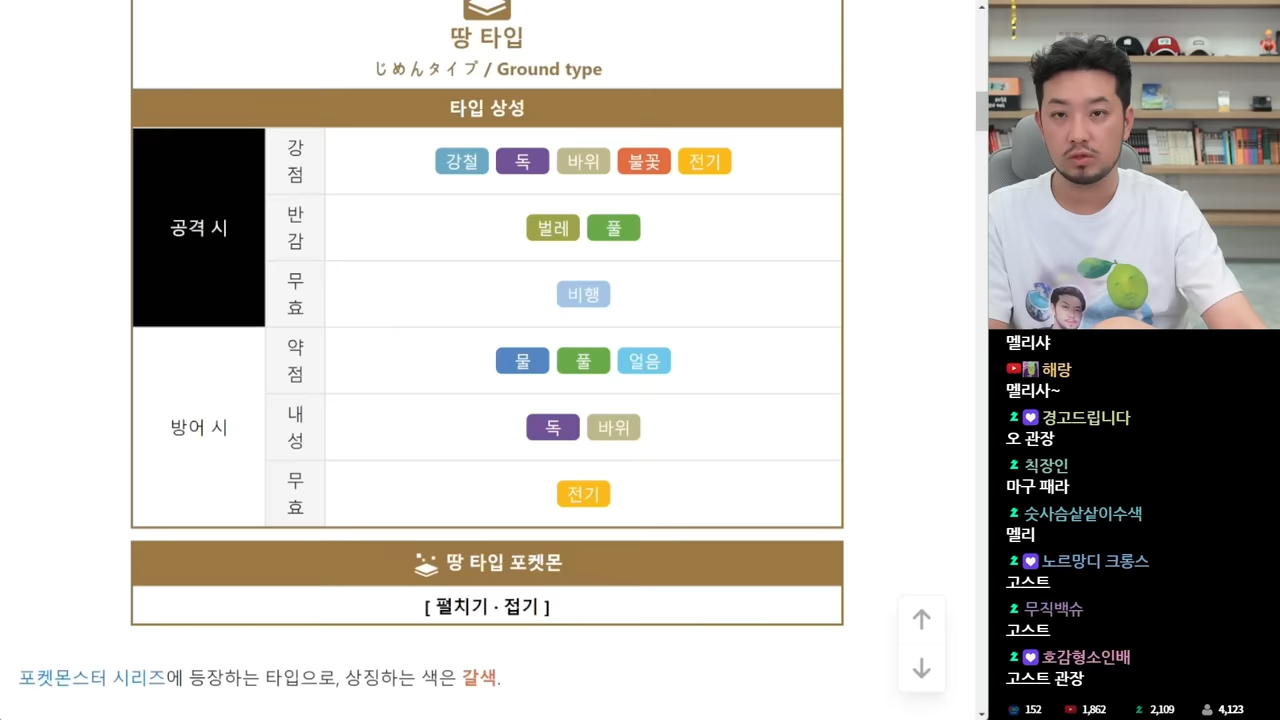 땅 타입
じめんタイプ / Ground type
타입 상성
공격 시
강점
강철 독 바위 불꽃 전기
반감
벌레 풀
무효
비행
방어 시
약점
물 풀 얼음
내성
독 바위
무효
전기
땅 타입 포켓몬
[ 펼치기 · 접기 ]
포켓몬스터 시리즈에 등장하는 타입으로, 상징하는 색은 갈색.
멜리샤
해랑
멜리사~
경고드립니다
오 관장
칙장인
마구 패라
숫사슴살살이수색
멜리
노르망디 크롱스
고스트
무직백슈
고스트
호감형소인배
고스트 관장
152 1,862 2,109 4,123